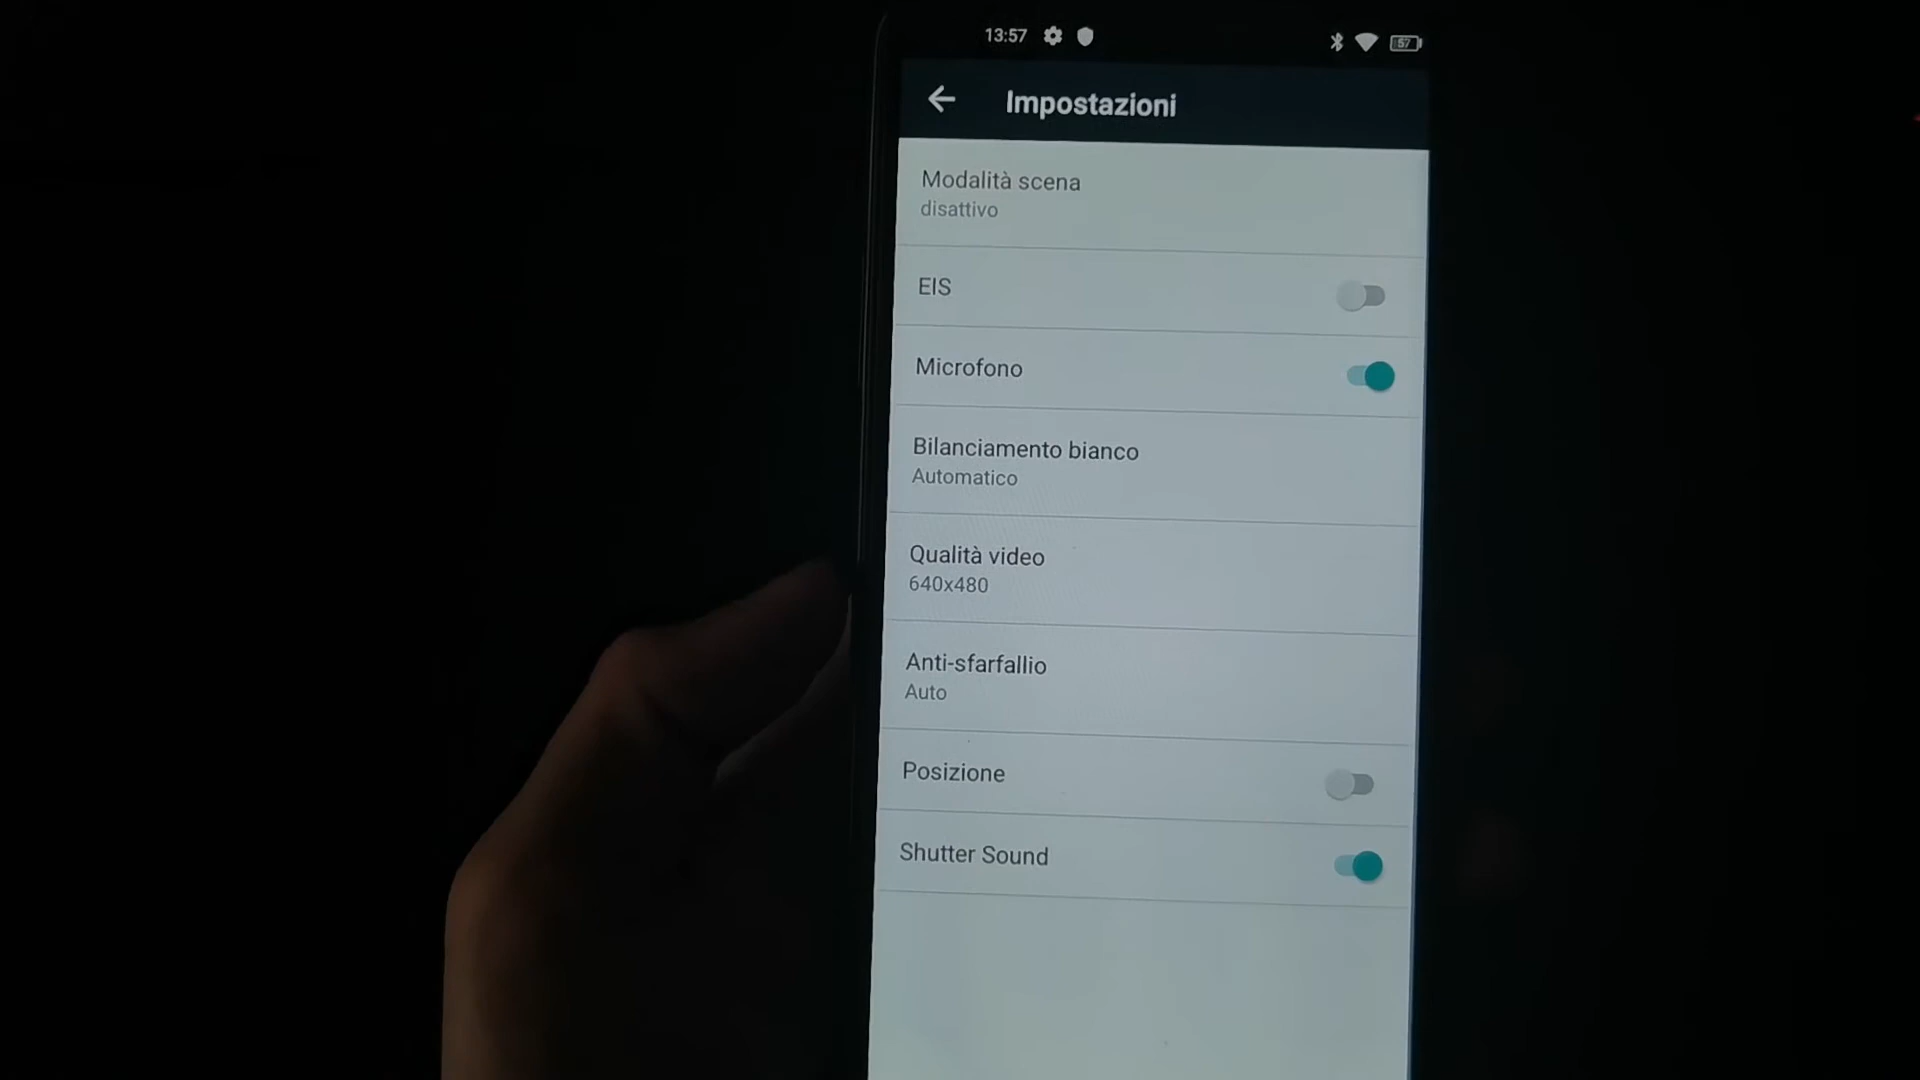 13:57
57
Impostazioni
Modalità scena
disattivo
EIS
Microfono
Bilanciamento bianco
Automatico
Qualità video
640x480
Anti-sfarfallio
Auto
Posizione
Shutter Sound